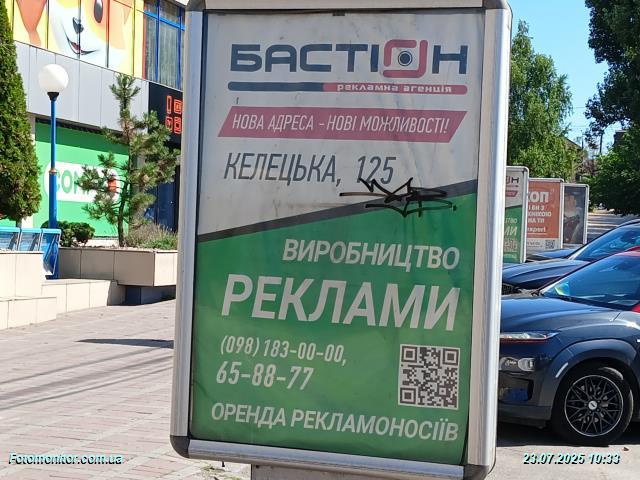 БАСТІОН
рекламна агенція
НОВА АДРЕСА - НОВІ МОЖЛИВОСТІ!
КЕЛЕЦЬКА, 125
ВИРОБНИЦТВО
РЕКЛАМИ
(098) 183-00-00,
65-88-77
ОРЕНДА РЕКЛАМОНОСІЇВ
Fotomonitor.com.ua
23.07.2025 10:33